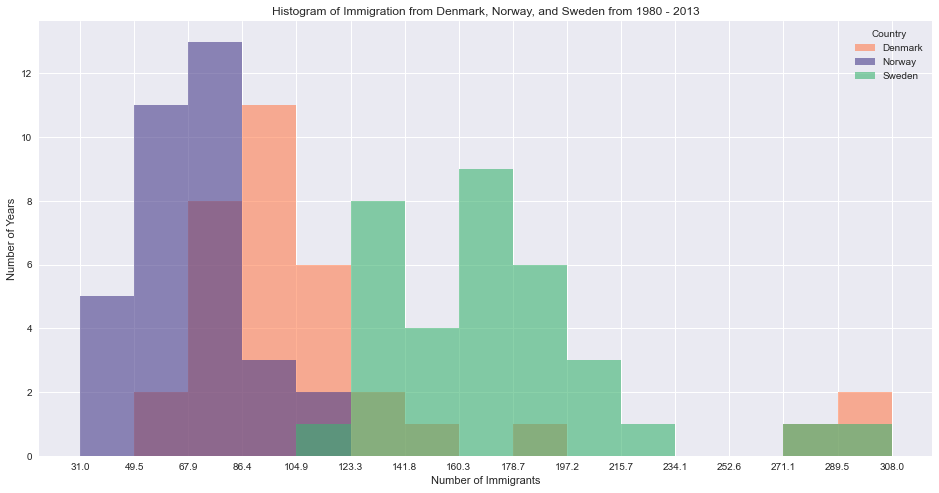 Histogram of Immigration from Denmark, Norway, and Sweden from 1980 - 2013
Country
Denmark
Norway
Sweden
12
10
8
6
4
2
0
Number of Years
31.0 49.5 67.9 86.4 104.9 123.3 141.8 160.3 178.7 197.2 215.7 234.1 252.6 271.1 289.5 308.0
Number of Immigrants